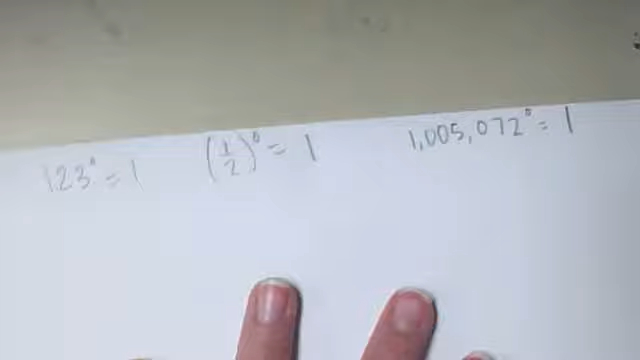 123⁰ = 1 (1/2)⁰ = 1 1,005,072⁰ = 1